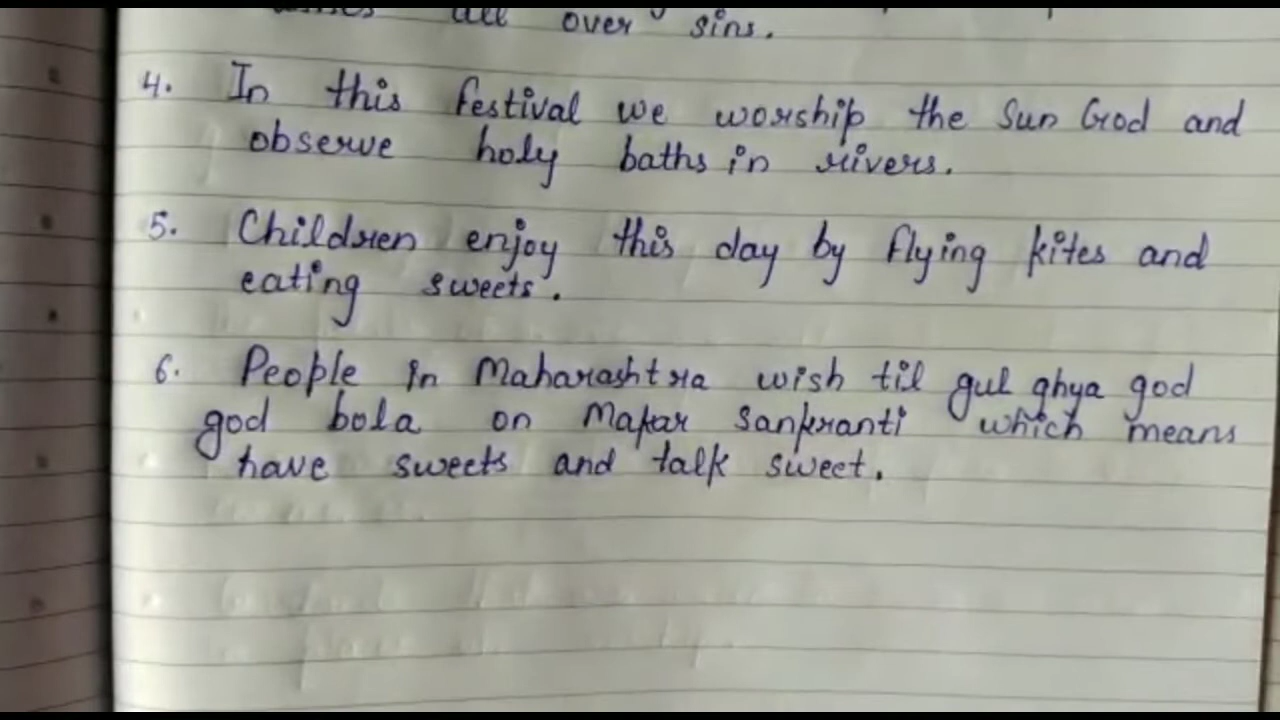 all over sins.
4. In this festival we worship the Sun God and
observe holy baths in rivers.
5. Children enjoy this day by flying kites and
eating sweets.
6. People in Maharashtra wish til gul ghya god
god bola on Makar Sankranti which means
have sweets and talk sweet.